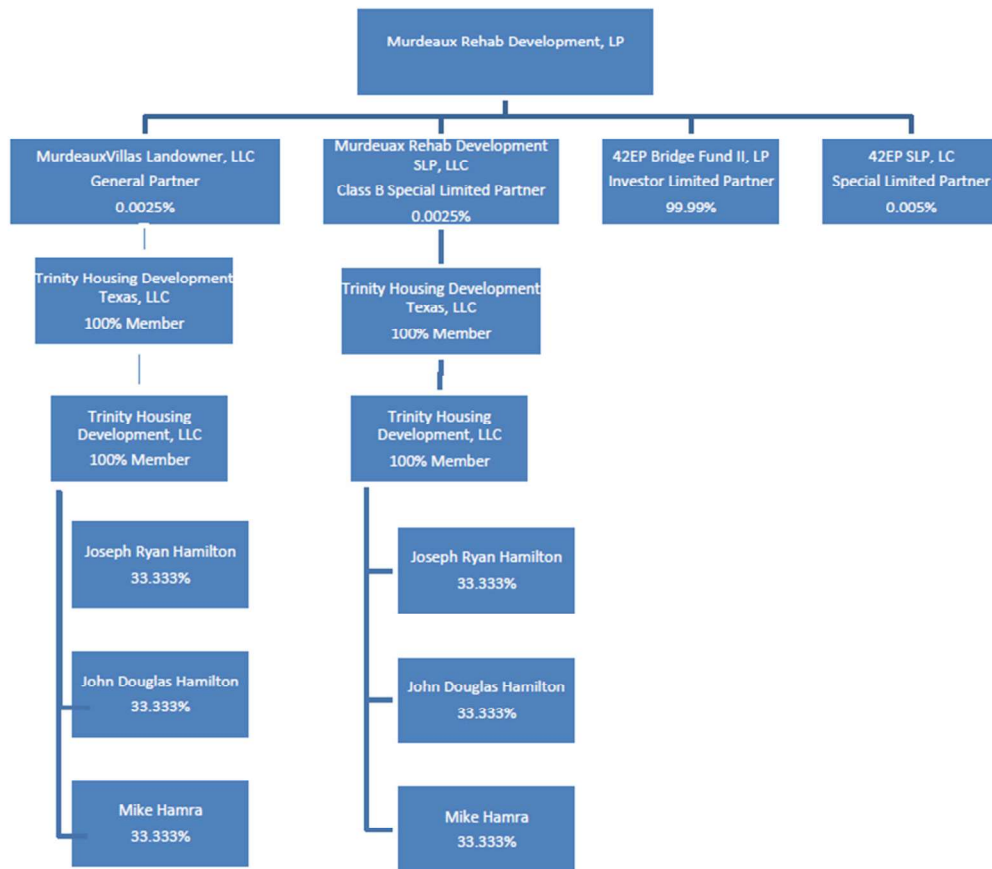 Murdeaux Rehab Development, LP
MurdeauxVillas Landowner, LLC
General Partner
0.0025%
Murdeuax Rehab Development
SLP, LLC
Class B Special Limited Partner
0.0025%
42EP Bridge Fund II, LP
Investor Limited Partner
99.99%
42EP SLP, LC
Special Limited Partner
0.005%
Trinity Housing Development
Texas, LLC
100% Member
Trinity Housing Development
Texas, LLC
100% Member
Trinity Housing
Development, LLC
100% Member
Trinity Housing
Development, LLC
100% Member
Joseph Ryan Hamilton
33.333%
Joseph Ryan Hamilton
33.333%
John Douglas Hamilton
33.333%
John Douglas Hamilton
33.333%
Mike Hamra
33.333%
Mike Hamra
33.333%